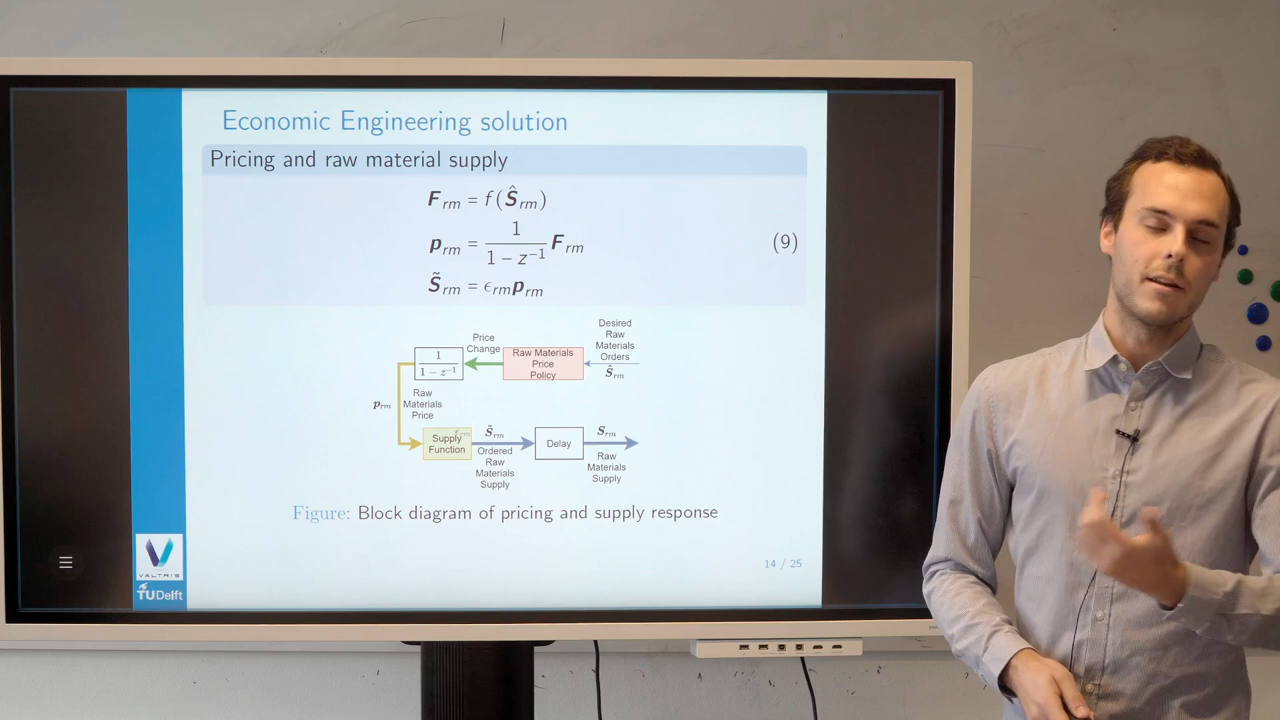 Economic Engineering solution
Pricing and raw material supply
F_rm = f(Ŝ_rm)
p_rm = 1/(1 − z⁻¹) F_rm
(9)
S̃_rm = ϵ_rm p_rm
Desired
Raw
Materials
Orders
Ŝ_rm
Raw Materials
Price
Policy
Price
Change
1
1 − z⁻¹
p_rm
Raw
Materials
Price
Supply
Function
ϵ_rm
S̃_rm
Ordered
Raw
Materials
Supply
Delay
S_rm
Raw
Materials
Supply
Figure: Block diagram of pricing and supply response
14 / 25
VALTRIS
TUDelft